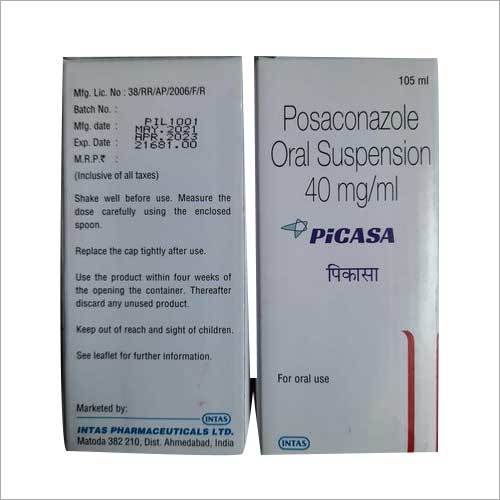 Mfg. Lic. No : 38/RR/AP/2006/F/R
Batch No. : PIL1001
Mfg. date : MAY.2021
Exp. Date : APR.2023
M.R.P.₹ : 21681.00
(Inclusive of all taxes)
Shake well before use. Measure the
dose carefully using the enclosed
spoon.
Replace the cap tightly after use.
Use the product within four weeks of
the opening the container. Thereafter
discard any unused product.
Keep out of reach and sight of children.
See leaflet for further information.
Marketed by:
INTAS
INTAS PHARMACEUTICALS LTD.
Matoda 382 210, Dist. Ahmedabad, India
105 ml
Posaconazole
Oral Suspension
40 mg/ml
PiCASA
पिकासा
For oral use
INTAS